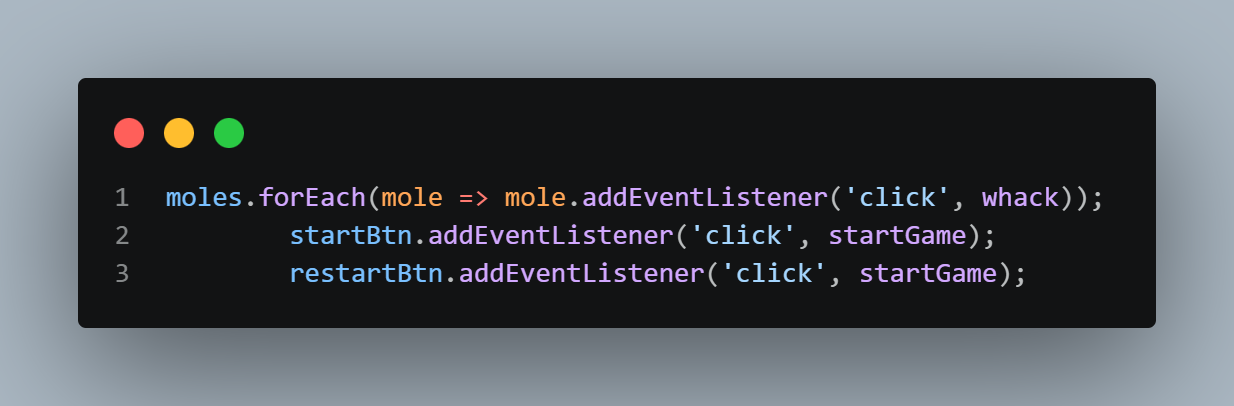 1 moles.forEach(mole => mole.addEventListener('click', whack));
2         startBtn.addEventListener('click', startGame);
3         restartBtn.addEventListener('click', startGame);